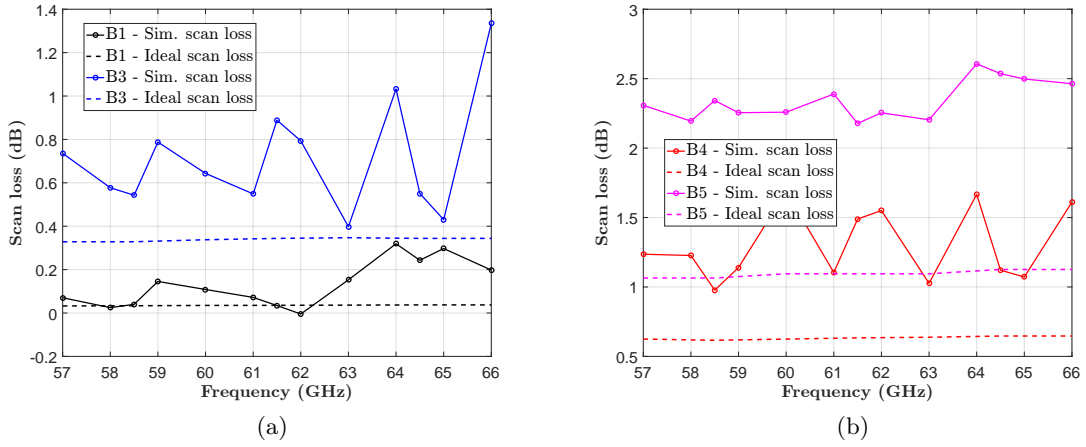 1.4
1.2
1
0.8
0.6
0.4
0.2
0
-0.2
Scan loss (dB)
B1 - Sim. scan loss
B1 - Ideal scan loss
B3 - Sim. scan loss
B3 - Ideal scan loss
57 58 59 60 61 62 63 64 65 66
Frequency (GHz)
(a)
3
2.5
2
1.5
1
0.5
Scan loss (dB)
B4 - Sim. scan loss
B4 - Ideal scan loss
B5 - Sim. scan loss
B5 - Ideal scan loss
57 58 59 60 61 62 63 64 65 66
Frequency (GHz)
(b)